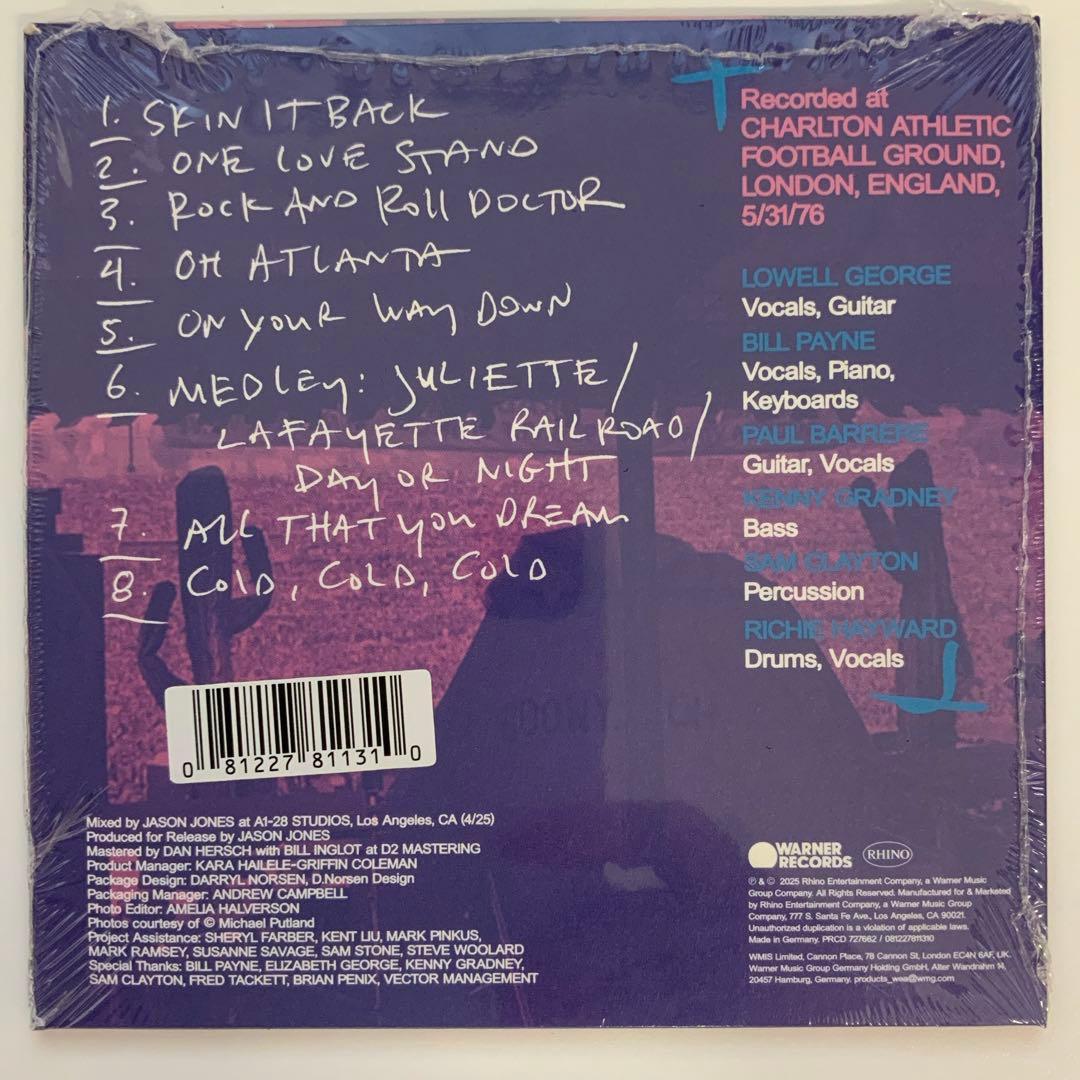 1. SKIN IT BACK
2. ONE LOVE STAND
3. ROCK AND ROLL DOCTOR
4. OH ATLANTA
5. ON YOUR WAY DOWN
6. MEDLEY: JULIETTE/
LAFAYETTE RAILROAD/
DAY OR NIGHT
7. ALL THAT YOU DREAM
8. COLD, COLD, COLD
Recorded at
CHARLTON ATHLETIC
FOOTBALL GROUND,
LONDON, ENGLAND,
5/31/76
LOWELL GEORGE
Vocals, Guitar
BILL PAYNE
Vocals, Piano,
Keyboards
PAUL BARRERE
Guitar, Vocals
KENNY GRADNEY
Bass
SAM CLAYTON
Percussion
RICHIE HAYWARD
Drums, Vocals
0 81227 81131 0
Mixed by JASON JONES at A1-28 STUDIOS, Los Angeles, CA (4/25)
Produced for Release by JASON JONES
Mastered by DAN HERSCH with BILL INGLOT at D2 MASTERING
Product Manager: KARA HAILELE-GRIFFIN COLEMAN
Package Design: DARRYL NORSEN, D.Norsen Design
Packaging Manager: ANDREW CAMPBELL
Photo Editor: AMELIA HALVERSON
Photos courtesy of © Michael Putland
Project Assistance: SHERYL FARBER, KENT LIU, MARK PINKUS,
MARK RAMSEY, SUSANNE SAVAGE, SAM STONE, STEVE WOOLARD
Special Thanks: BILL PAYNE, ELIZABETH GEORGE, KENNY GRADNEY,
SAM CLAYTON, FRED TACKETT, BRIAN PENIX, VECTOR MANAGEMENT
WARNER
RECORDS
RHINO
℗ & © 2025 Rhino Entertainment Company, a Warner Music
Group Company. All Rights Reserved. Manufactured for & Marketed
by Rhino Entertainment Company, a Warner Music Group
Company, 777 S. Santa Fe Ave., Los Angeles, CA 90021.
Unauthorized duplication is a violation of applicable laws.
Made in Germany. PRCD 727662 / 081227811310
WMIS Limited, Cannon Place, 78 Cannon St, London EC4N 6AF, UK.
Warner Music Group Germany Holding GmbH, Alter Wandrahm 14,
20457 Hamburg, Germany. products_wea@wmg.com